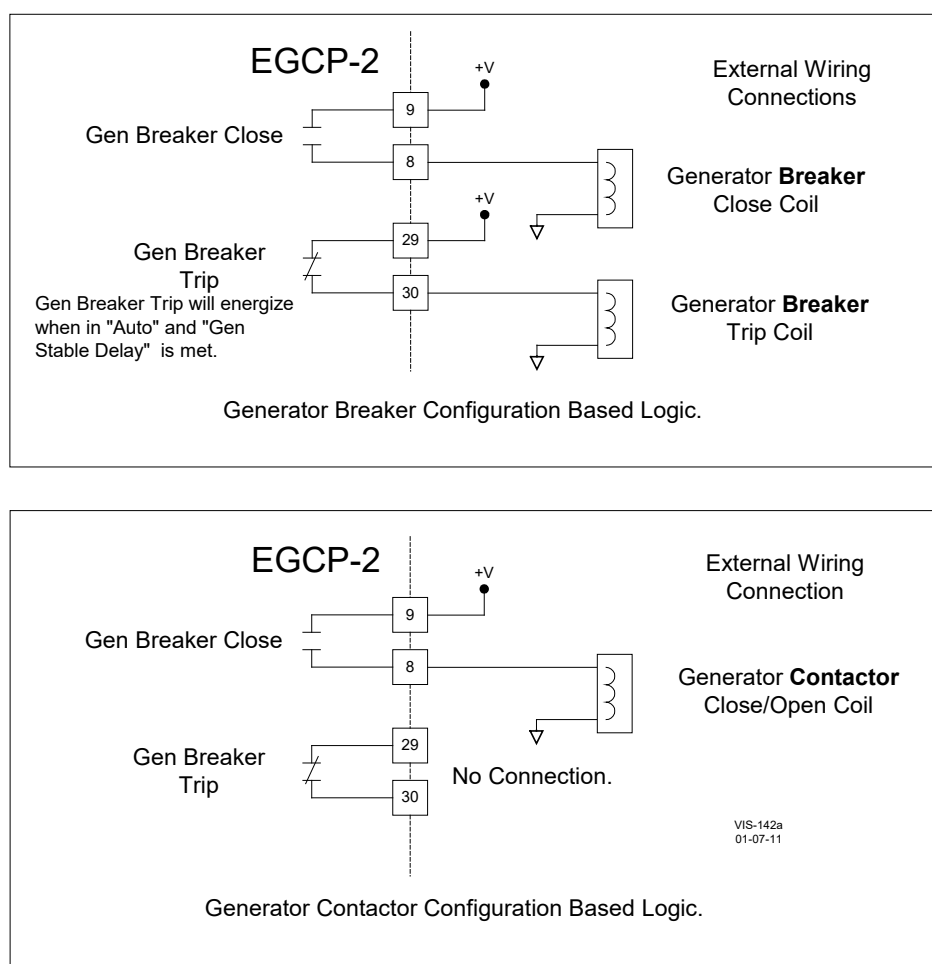 EGCP-2
+V
External Wiring
Connections
9
Gen Breaker Close
8
Generator Breaker
Close Coil
+V
29
Gen Breaker
Trip
30
Gen Breaker Trip will energize
when in "Auto" and "Gen
Stable Delay" is met.
Generator Breaker
Trip Coil
Generator Breaker Configuration Based Logic.
EGCP-2
+V
External Wiring
Connection
9
Gen Breaker Close
8
Generator Contactor
Close/Open Coil
29
Gen Breaker
Trip
No Connection.
30
VIS-142a
01-07-11
Generator Contactor Configuration Based Logic.